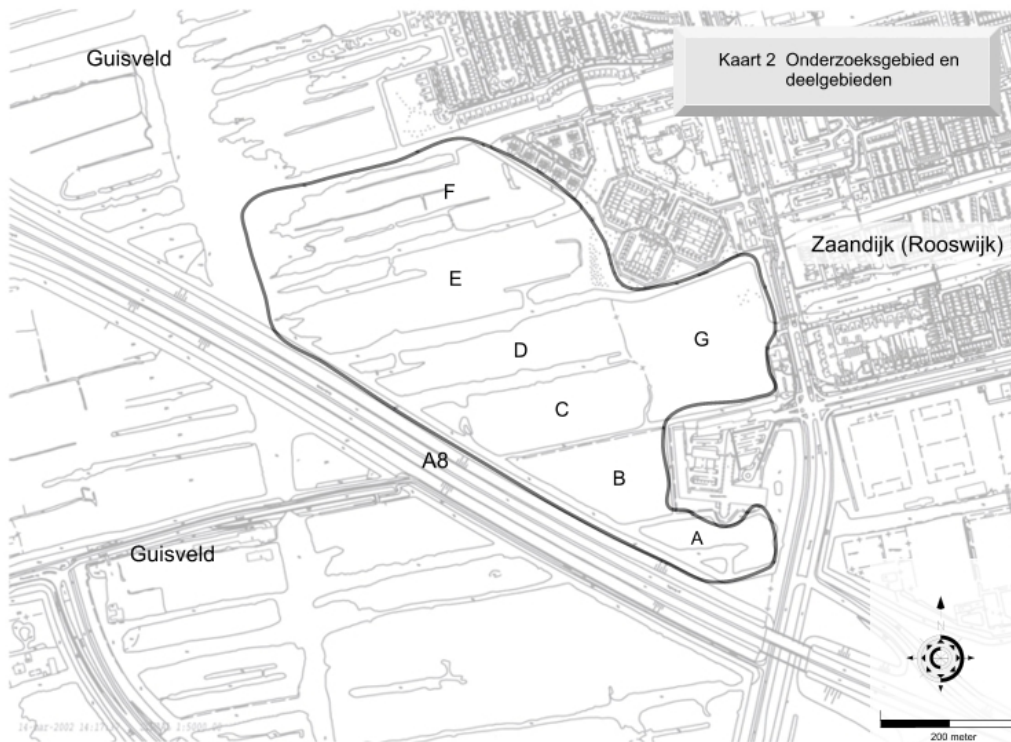 Guisveld
Kaart 2 Onderzoeksgebied en
deelgebieden
F
Zaandijk (Rooswijk)
E
G
D
C
A8
B
A
Guisveld
N
200 meter